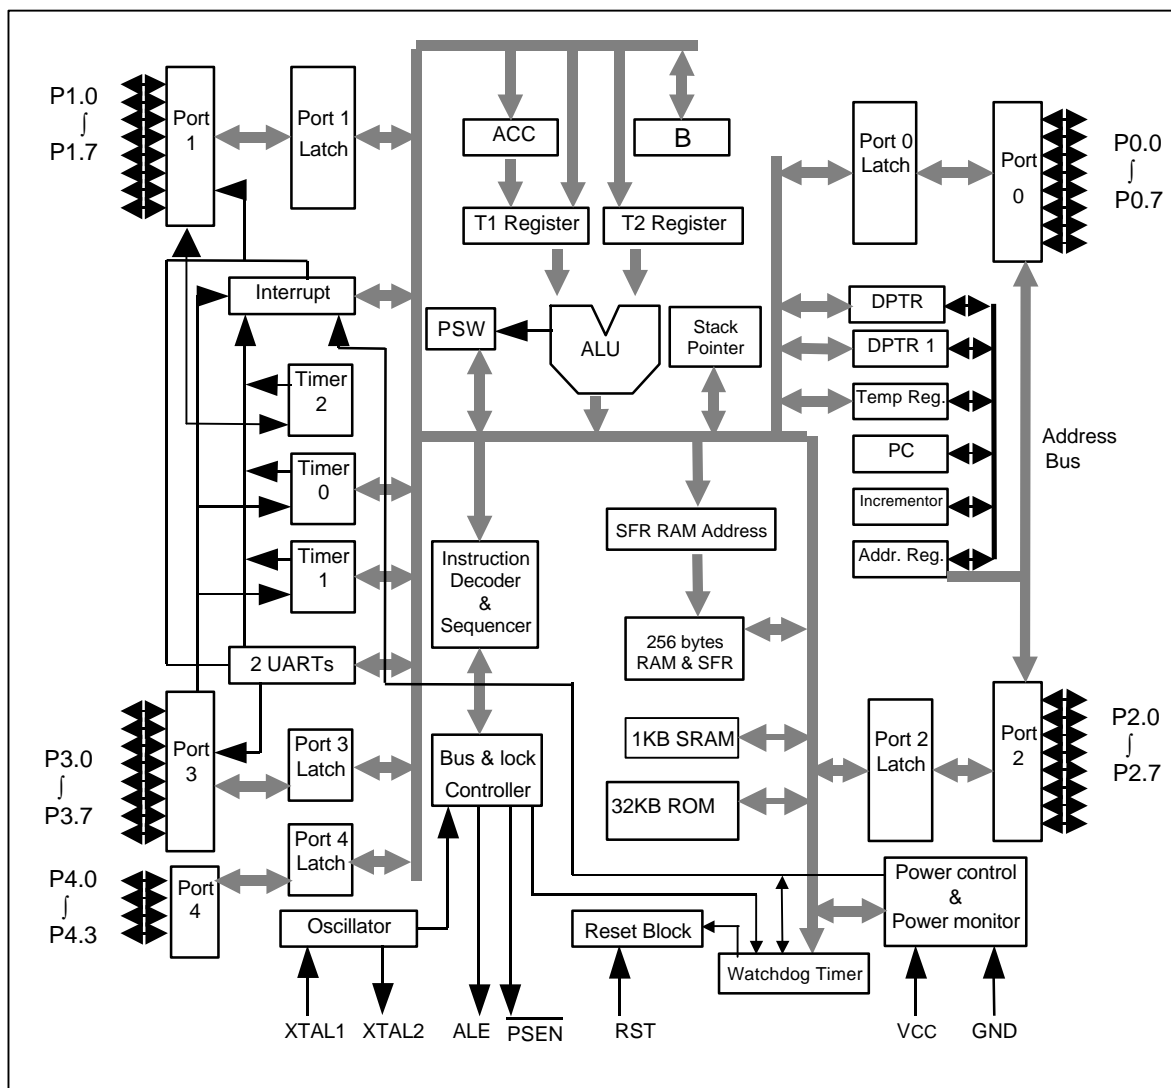 P1.0
∫
P1.7
Port
1
Port 1
Latch
ACC
B
T1 Register
T2 Register
Port 0
Latch
Port
0
P0.0
∫
P0.7
Interrupt
PSW
ALU
Stack
Pointer
DPTR
DPTR 1
Temp Reg.
PC
Incrementor
Addr. Reg.
Address
Bus
Timer
2
Timer
0
Timer
1
Instruction
Decoder
&
Sequencer
SFR RAM Address
256 bytes
RAM & SFR
2 UARTs
P3.0
∫
P3.7
Port
3
Port 3
Latch
Bus & lock
Controller
1KB SRAM
32KB ROM
Port 2
Latch
Port
2
P2.0
∫
P2.7
P4.0
∫
P4.3
Port
4
Port 4
Latch
Oscillator
Reset Block
Watchdog Timer
Power control
&
Power monitor
XTAL1
XTAL2
ALE
PSEN
RST
VCC
GND